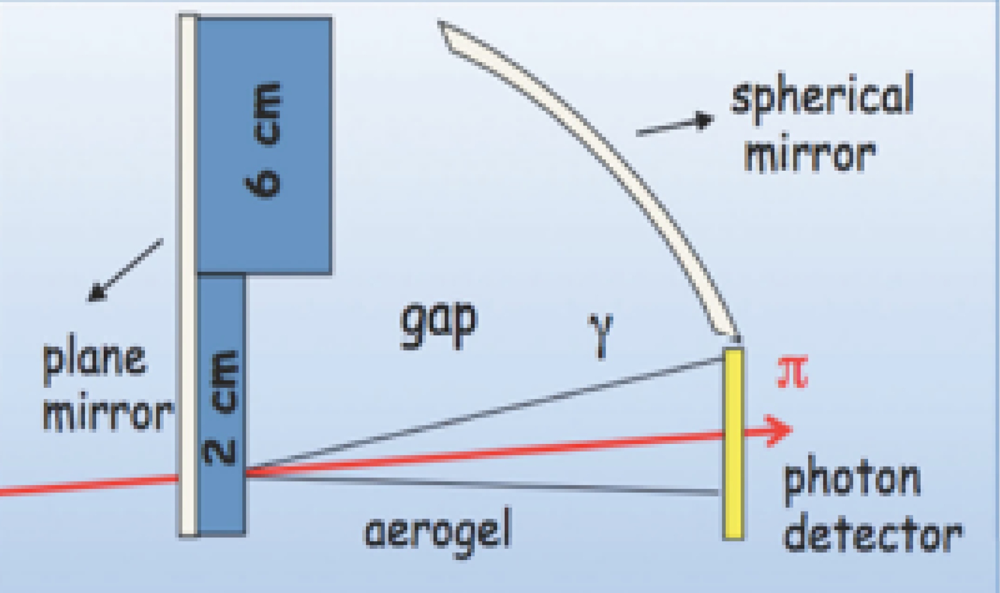 6 cm
spherical
mirror
gap
γ
plane
mirror
2 cm
π
photon
detector
aerogel